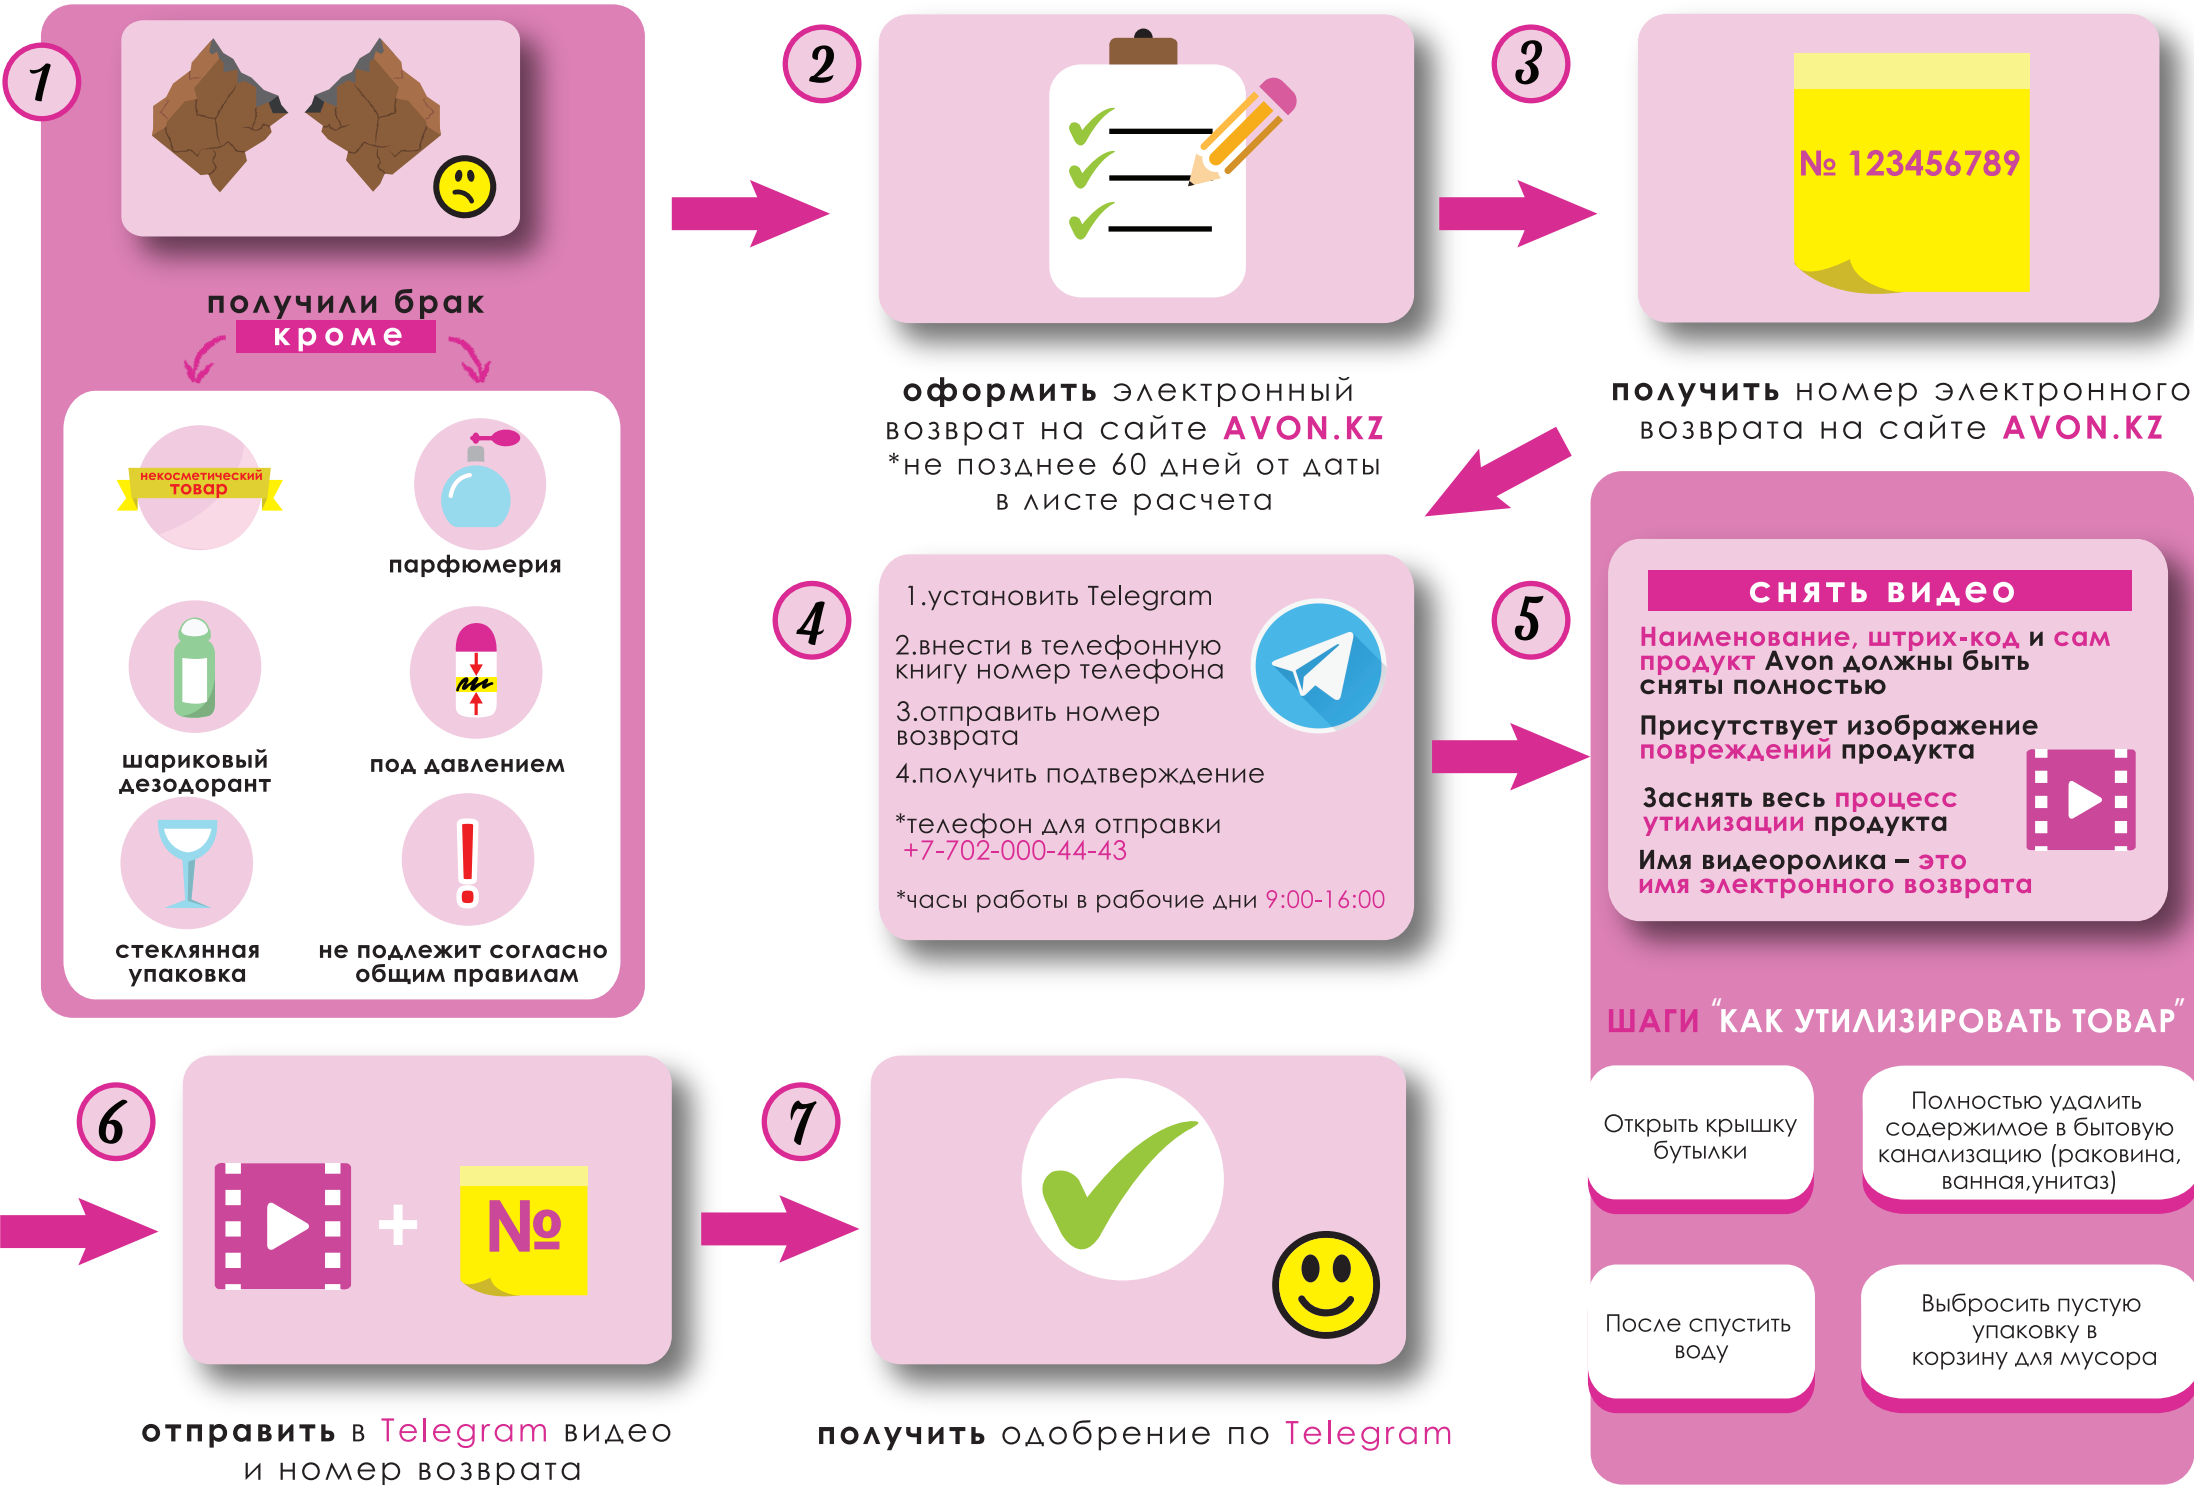 1
получили брак
кроме
некосметический
товар
парфюмерия
шариковый
дезодорант
под давлением
стеклянная
упаковка
не подлежит согласно
общим правилам
2
оформить электронный
возврат на сайте AVON.KZ
*не позднее 60 дней от даты
в листе расчета
3
№ 123456789
получить номер электронного
возврата на сайте AVON.KZ
4
1.установить Telegram
2.внести в телефонную
книгу номер телефона
3.отправить номер
возврата
4.получить подтверждение
*телефон для отправки
+7-702-000-44-43
*часы работы в рабочие дни 9:00-16:00
5
снять видео
Наименование, штрих-код и сам
продукт Avon должны быть
сняты полностью
Присутствует изображение
повреждений продукта
Заснять весь процесс
утилизации продукта
Имя видеоролика – это
имя электронного возврата
ШАГИ "КАК УТИЛИЗИРОВАТЬ ТОВАР"
Открыть крышку
бутылки
Полностью удалить
содержимое в бытовую
канализацию (раковина,
ванная,унитаз)
После спустить
воду
Выбросить пустую
упаковку в
корзину для мусора
6
№
отправить в Telegram видео
и номер возврата
7
получить одобрение по Telegram